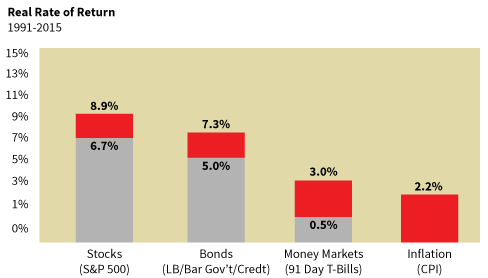 Real Rate of Return
1991-2015
15%
13%
11%
9%
7%
5%
3%
1%
0%
8.9%
6.7%
7.3%
5.0%
3.0%
0.5%
2.2%
Stocks
(S&P 500)
Bonds
(LB/Bar Gov't/Credt)
Money Markets
(91 Day T-Bills)
Inflation
(CPI)